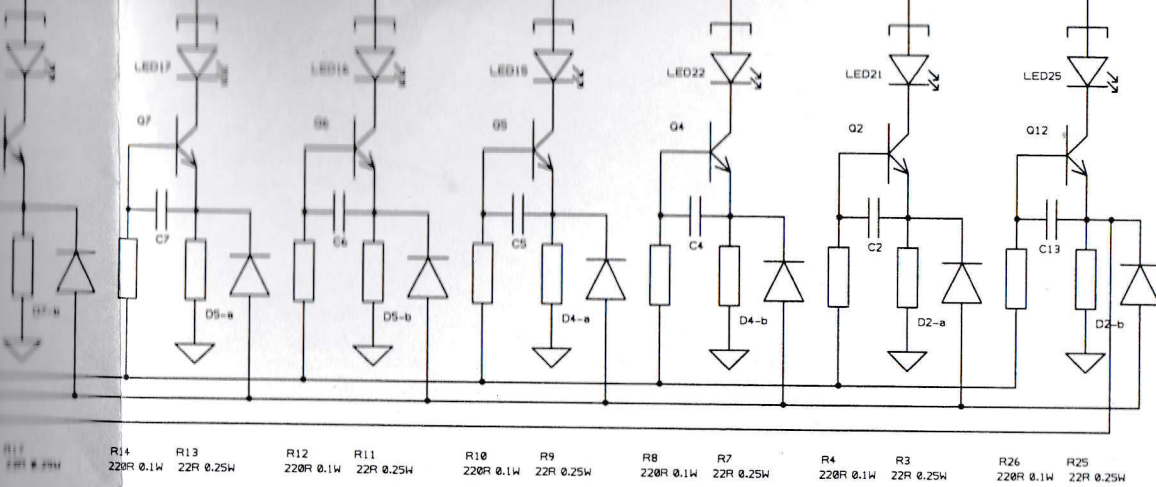 LED17 LED16 LED15 LED22 LED21 LED25
Q7 Q6 Q5 Q4 Q2 Q12
C7 C6 C5 C4 C2 C13
D7-a D5-a D5-b D4-a D4-b D2-a D2-b
R14 R13 R12 R11 R10 R9 R8 R7 R4 R3 R26 R25
220R 0.1W 22R 0.25W 220R 0.1W 22R 0.25W 220R 0.1W 22R 0.25W 220R 0.1W 22R 0.25W 220R 0.1W 22R 0.25W 220R 0.1W 22R 0.25W